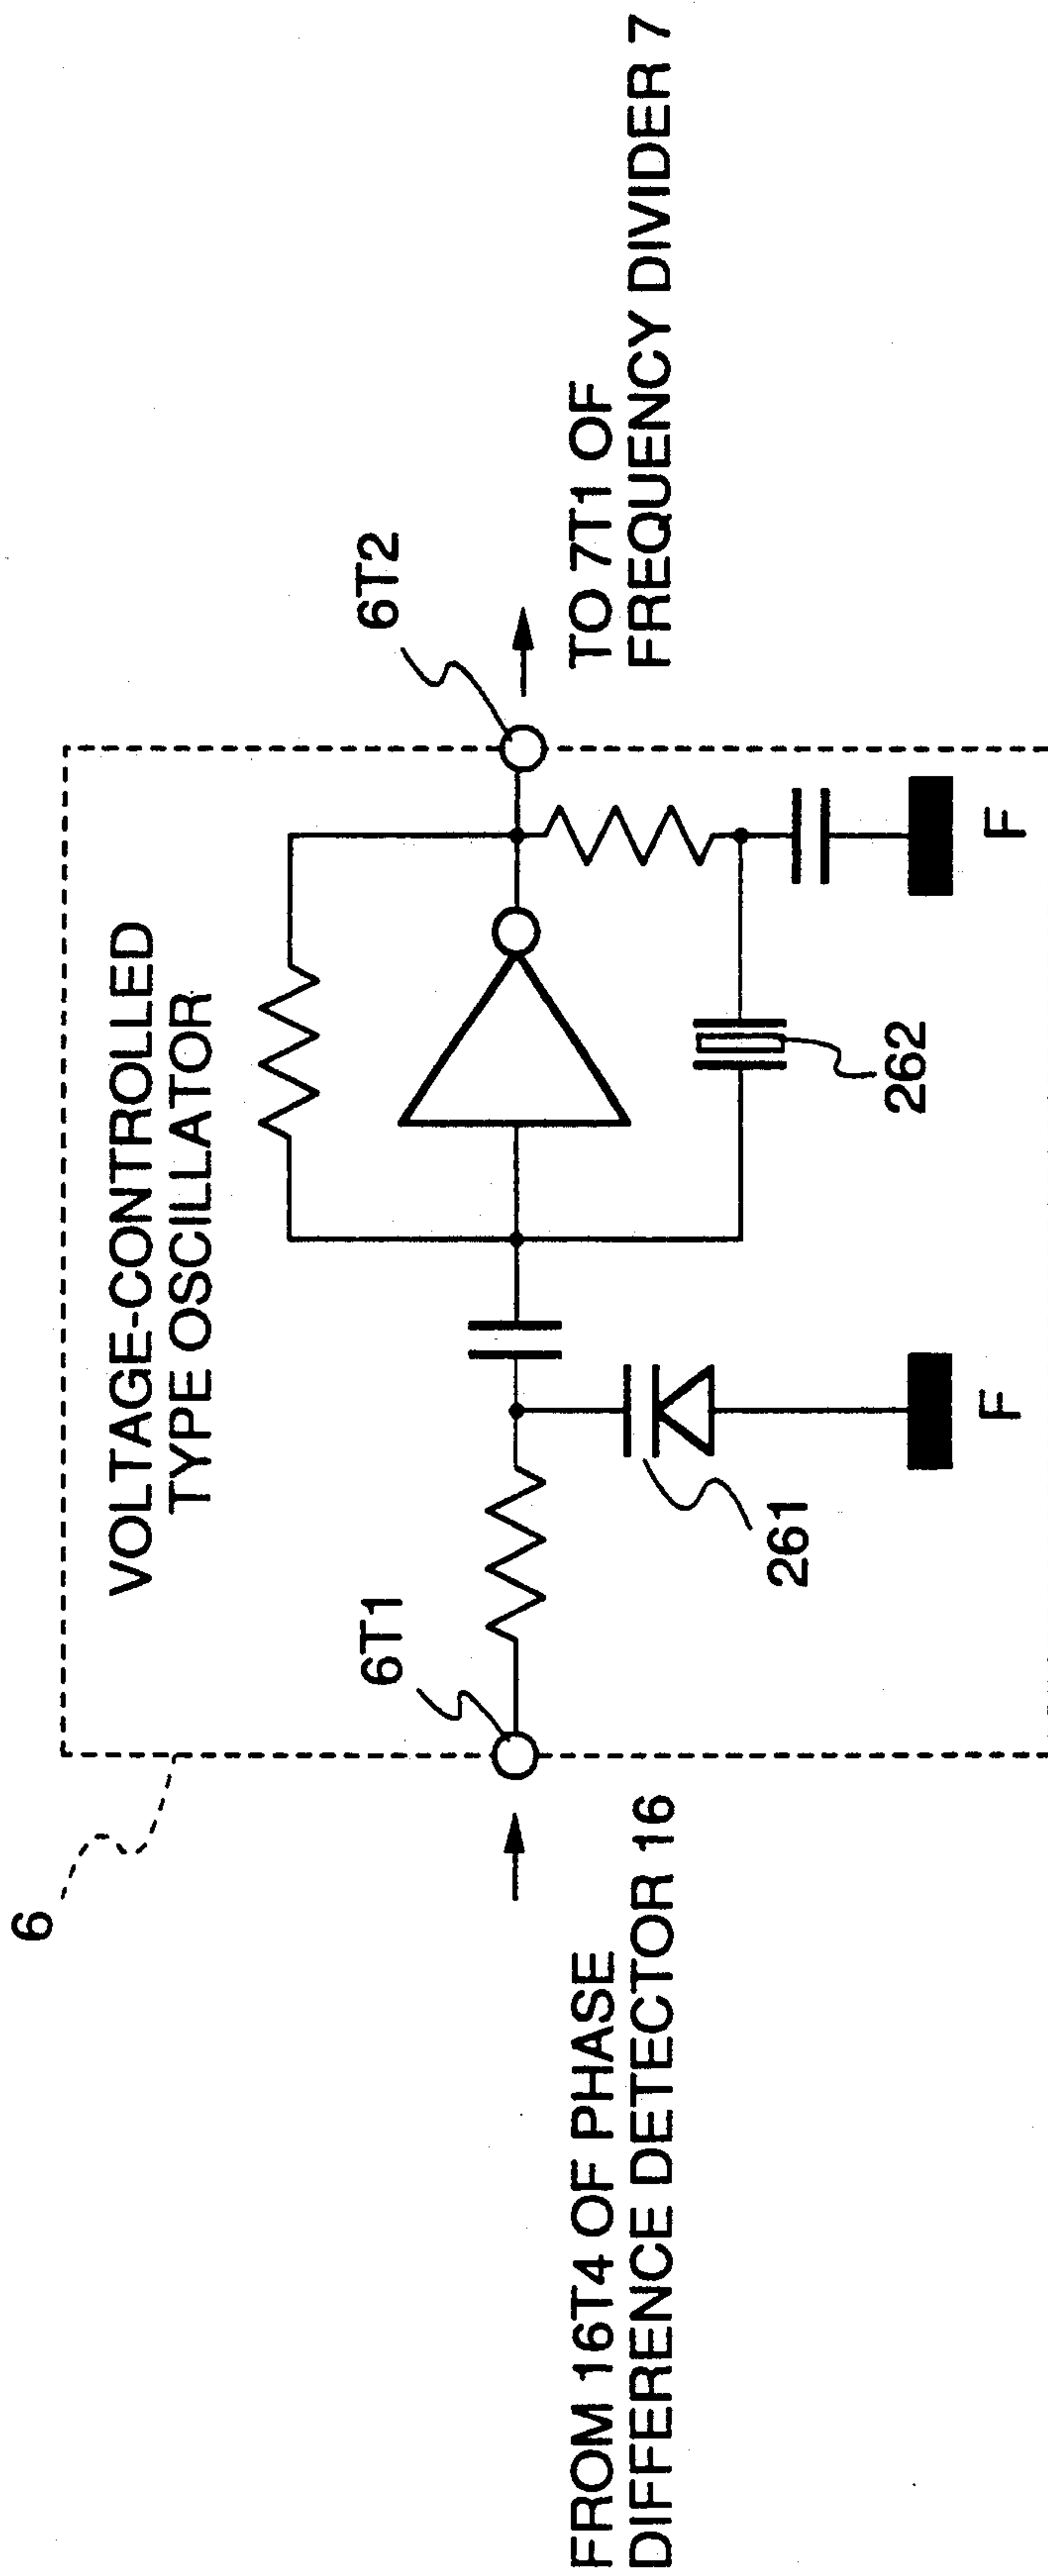 6
VOLTAGE-CONTROLLED
TYPE OSCILLATOR
6T1
6T2
FROM 16T4 OF PHASE
DIFFERENCE DETECTOR 16
TO 7T1 OF
FREQUENCY DIVIDER 7
261
262
F
F